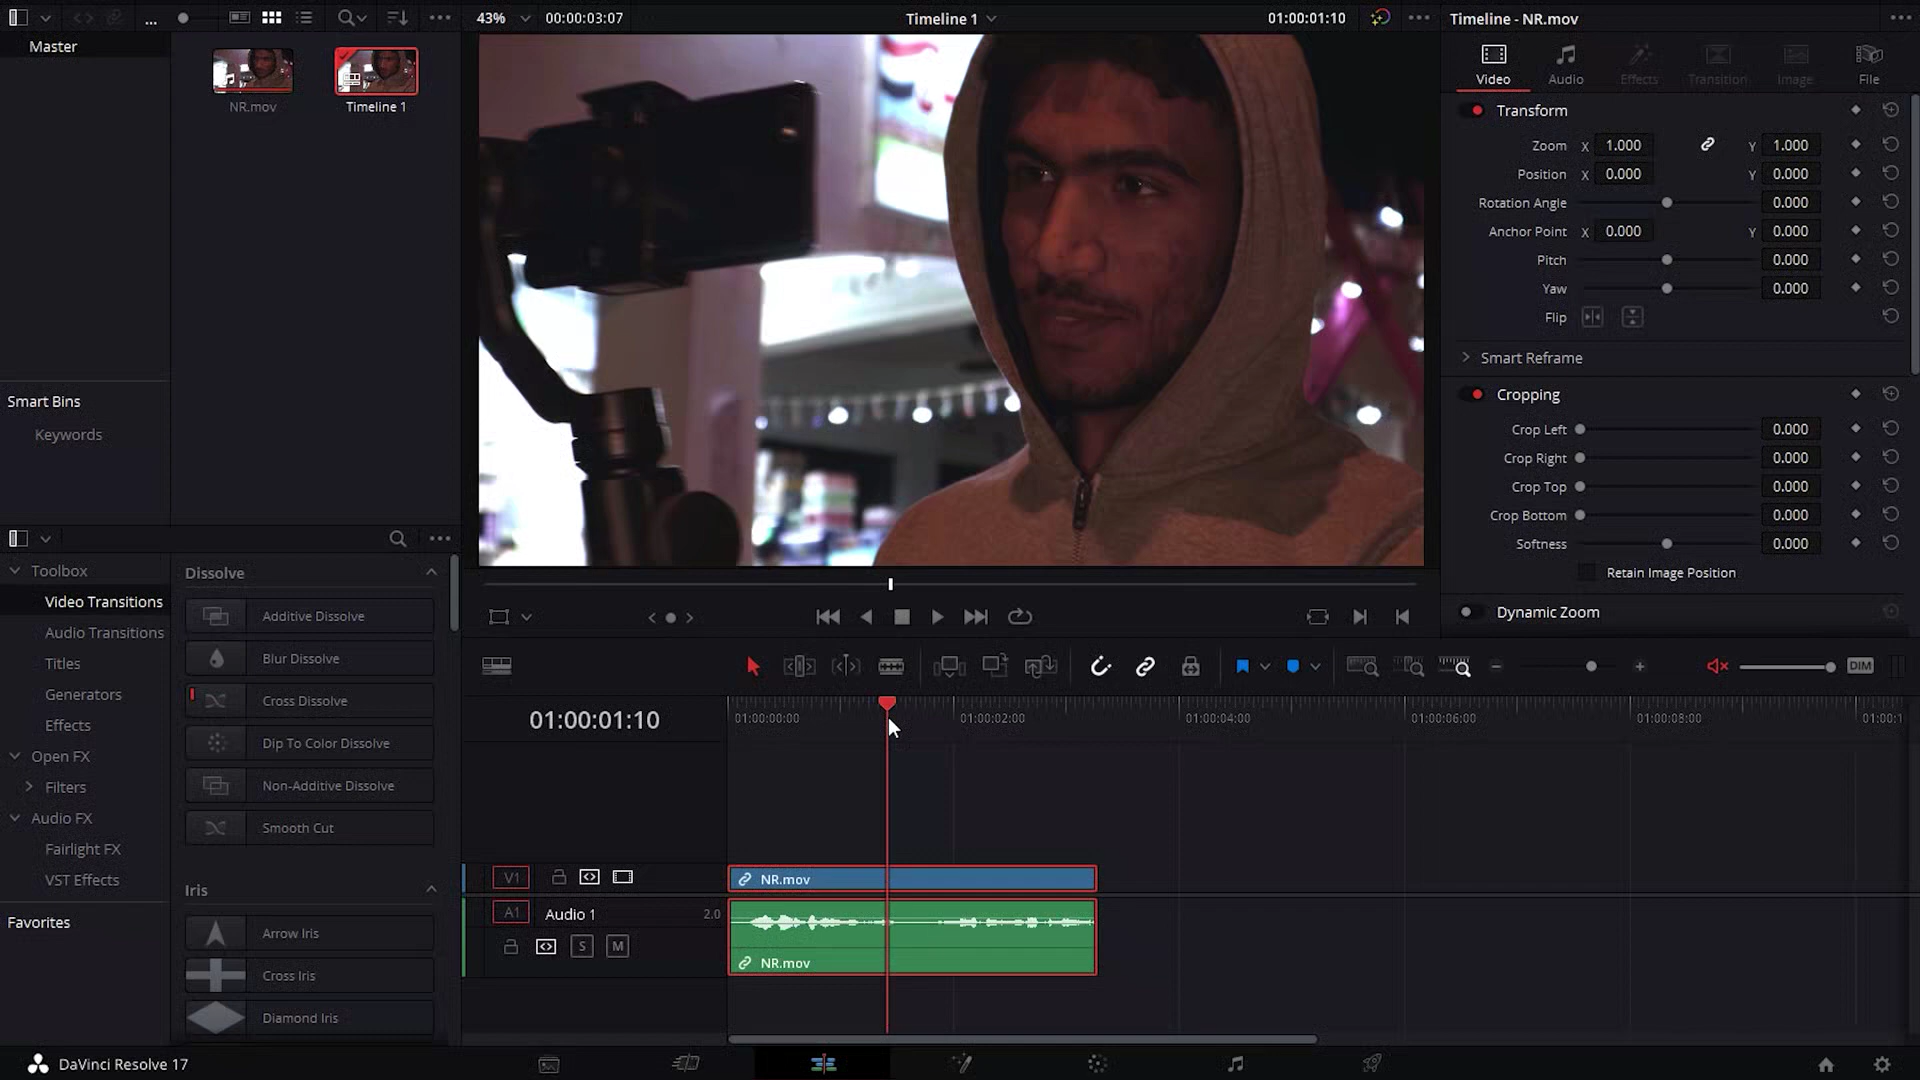 ...
43% 00:00:03:07 Timeline 1 01:00:01:10 Timeline - NR.mov
Master
NR.mov Timeline 1
Video Audio Effects Transition Image File
Transform
Zoom X 1.000 Y 1.000
Position X 0.000 Y 0.000
Rotation Angle 0.000
Anchor Point X 0.000 Y 0.000
Pitch 0.000
Yaw 0.000
Flip
Smart Reframe
Cropping
Crop Left 0.000
Crop Right 0.000
Crop Top 0.000
Crop Bottom 0.000
Softness 0.000
Retain Image Position
Dynamic Zoom
Smart Bins
Keywords
Toolbox
Video Transitions
Audio Transitions
Titles
Generators
Effects
Open FX
Filters
Audio FX
Fairlight FX
VST Effects
Favorites
Dissolve
Additive Dissolve
Blur Dissolve
Cross Dissolve
Dip To Color Dissolve
Non-Additive Dissolve
Smooth Cut
Iris
Arrow Iris
Cross Iris
Diamond Iris
DIM
01:00:01:10
01:00:00:00 01:00:02:00 01:00:04:00 01:00:06:00 01:00:08:00 01:00:1
V1 NR.mov
A1 Audio 1 2.0
S M
NR.mov
DaVinci Resolve 17